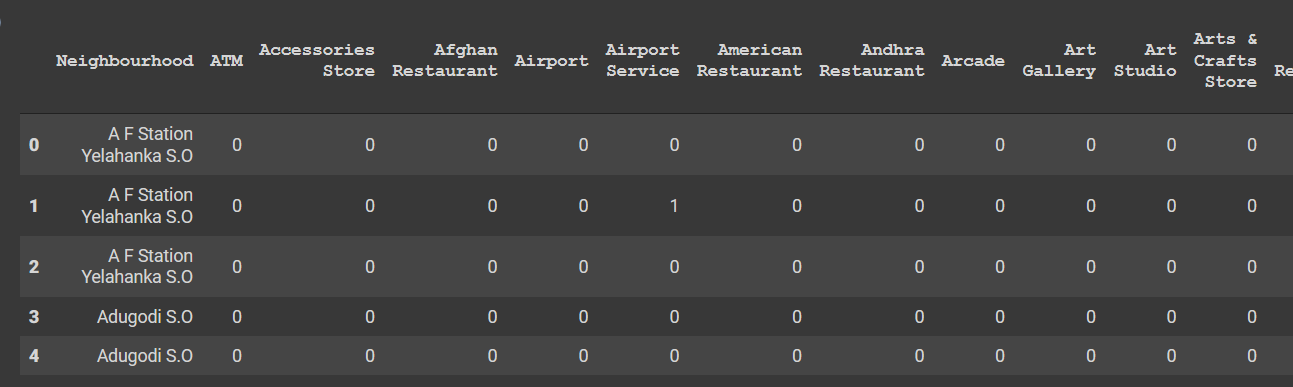 Neighbourhood ATM Accessories Store Afghan Restaurant Airport Airport Service American Restaurant Andhra Restaurant Arcade Art Gallery Art Studio Arts & Crafts Store
0 A F Station Yelahanka S.O 0 0 0 0 0 0 0 0 0 0 0
1 A F Station Yelahanka S.O 0 0 0 0 1 0 0 0 0 0 0
2 A F Station Yelahanka S.O 0 0 0 0 0 0 0 0 0 0 0
3 Adugodi S.O 0 0 0 0 0 0 0 0 0 0 0
4 Adugodi S.O 0 0 0 0 0 0 0 0 0 0 0